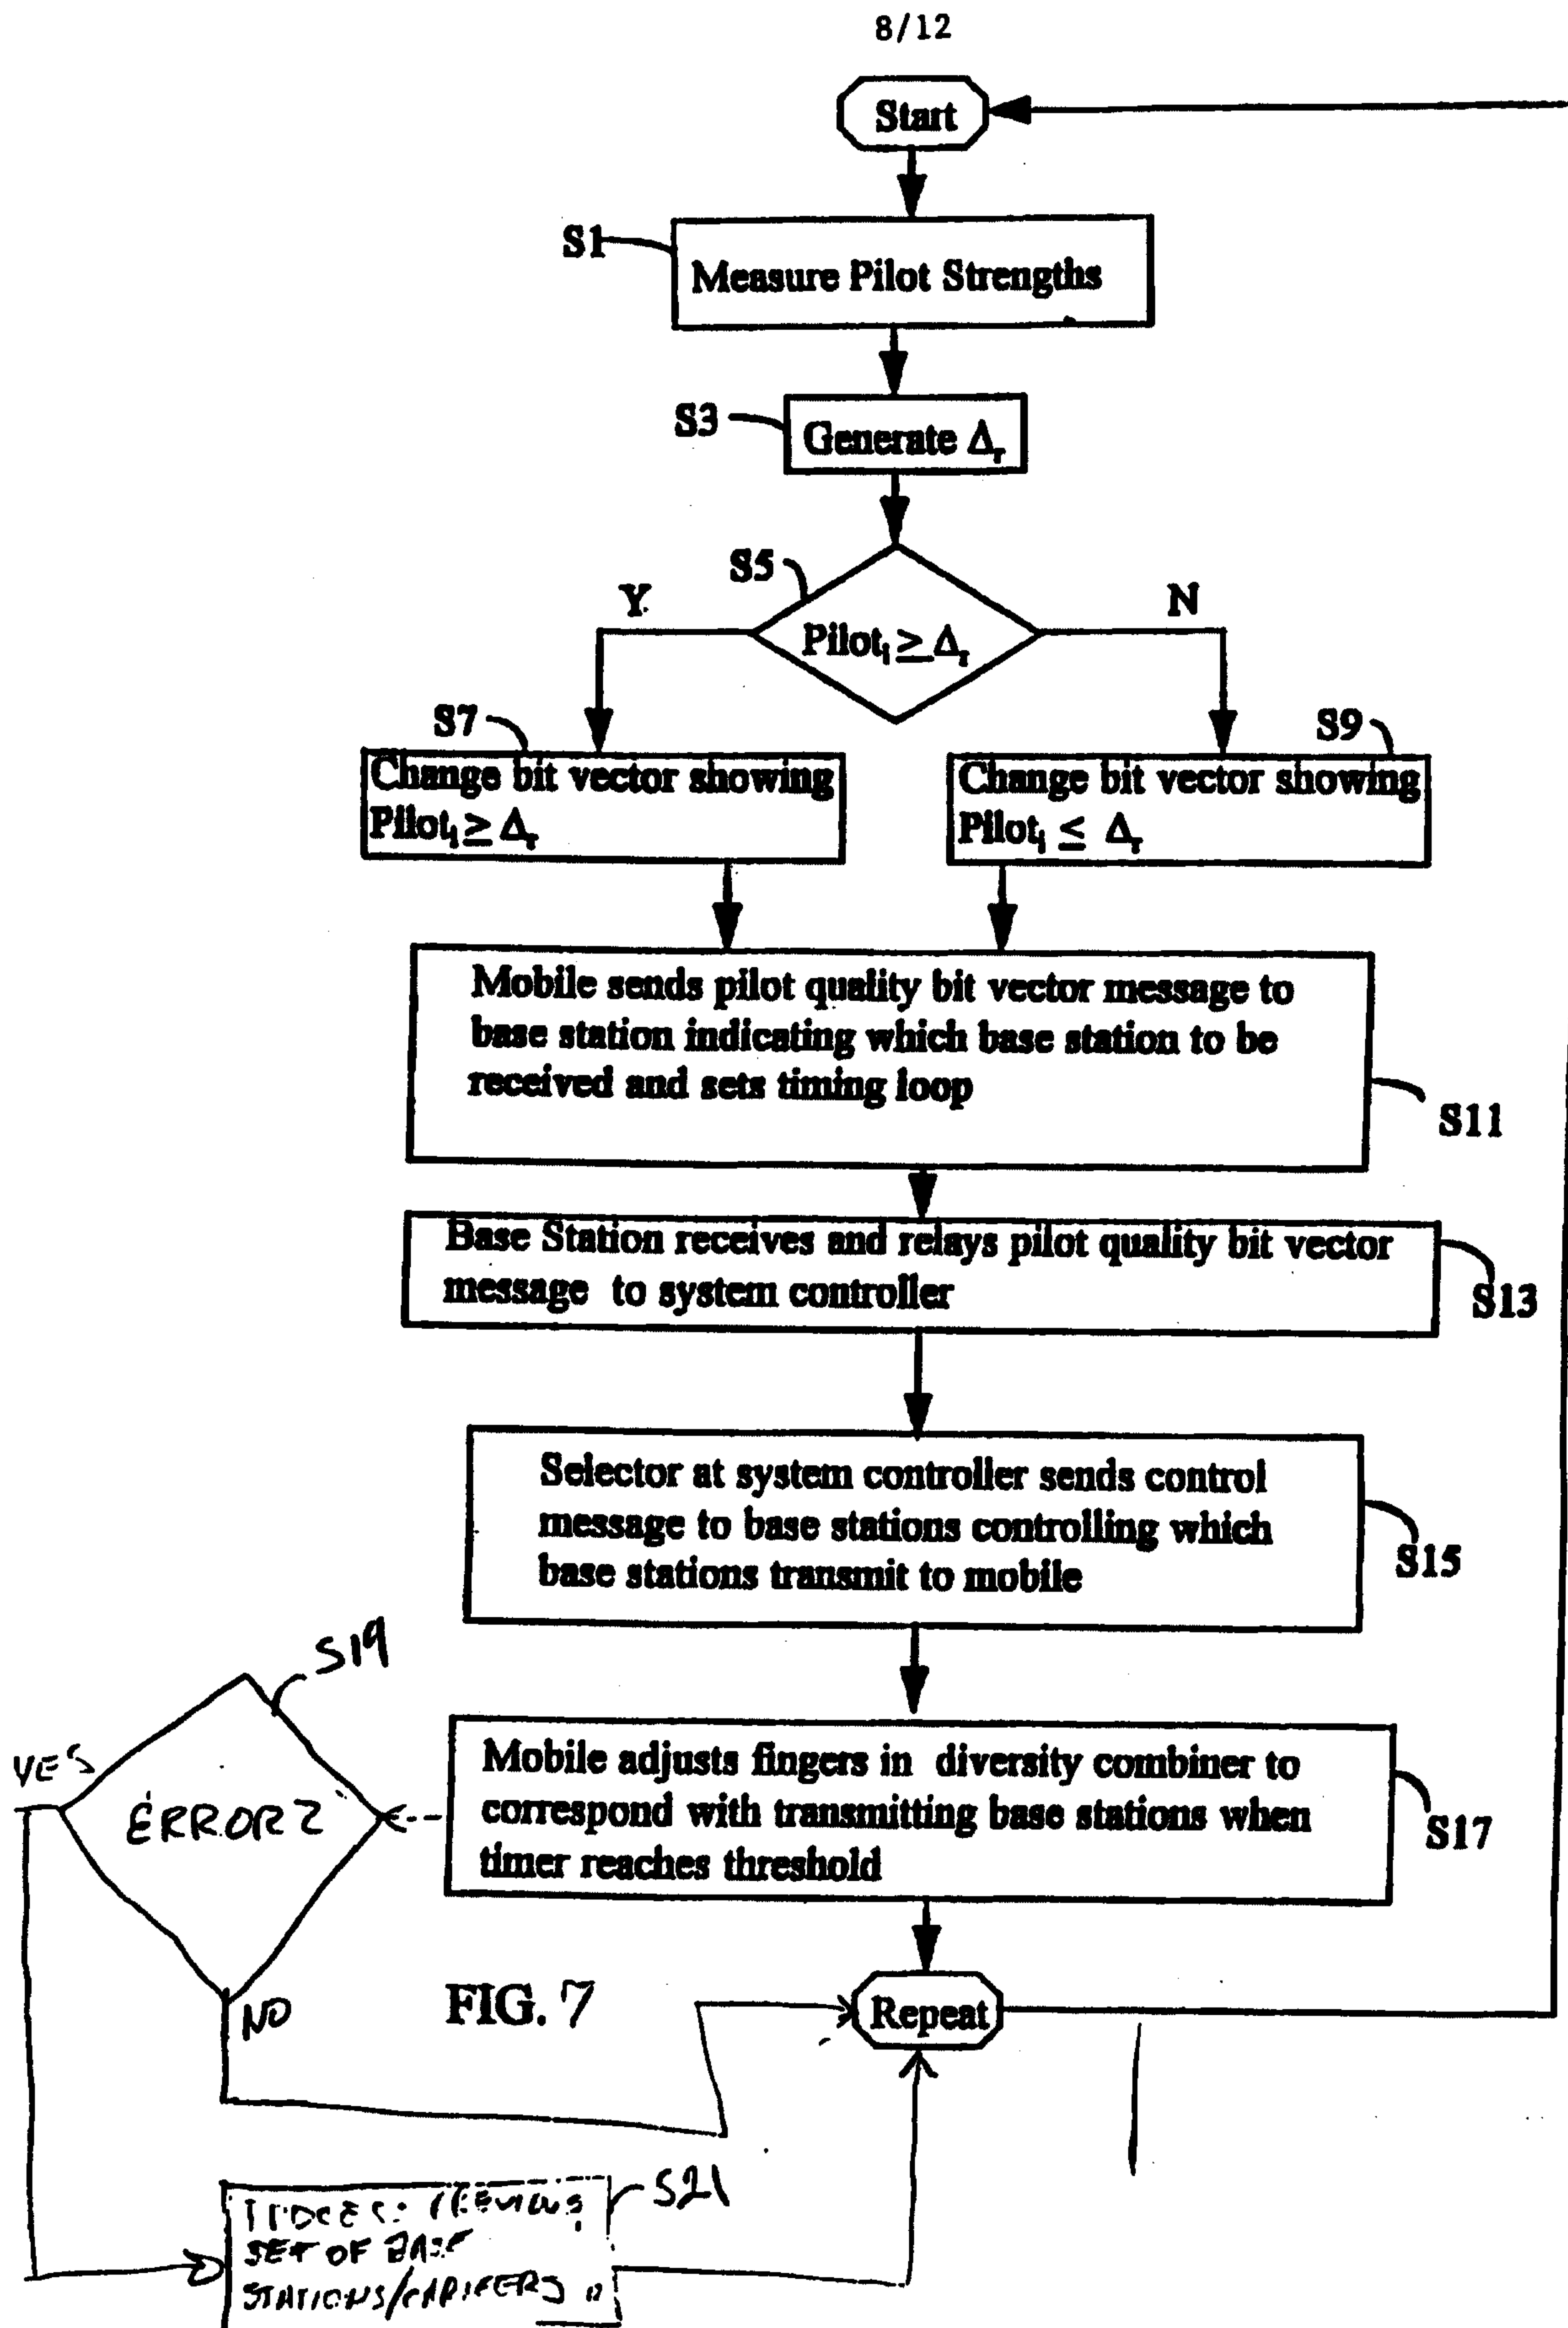 8/12
Start
S1
Measure Pilot Strengths
S3
Generate Δr
S5
Y
N
Pilotᵢ ≥ Δr
S7
S9
Change bit vector showing
Pilotᵢ ≥ Δr
Change bit vector showing
Pilotᵢ ≤ Δr
Mobile sends pilot quality bit vector message to
base station indicating which base station to be
received and sets timing loop
S11
Base Station receives and relays pilot quality bit vector
message to system controller
S13
Selector at system controller sends control
message to base stations controlling which
base stations transmit to mobile
S15
S19
YES
ERROR?
Mobile adjusts fingers in diversity combiner to
correspond with transmitting base stations when
timer reaches threshold
S17
NO
FIG. 7
Repeat
S21
PREVIOUS
SET OF BASE
STATIONS/CARRIERS